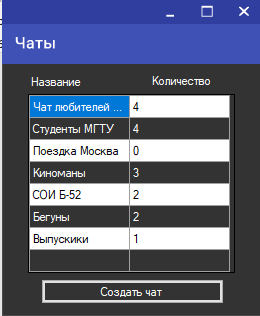 Чаты
Название Количество
Чат любителей ... 4
Студенты МГТУ 4
Поездка Москва 0
Киноманы 3
СОИ Б-52 2
Бегуны 2
Выпускики 1
Создать чат